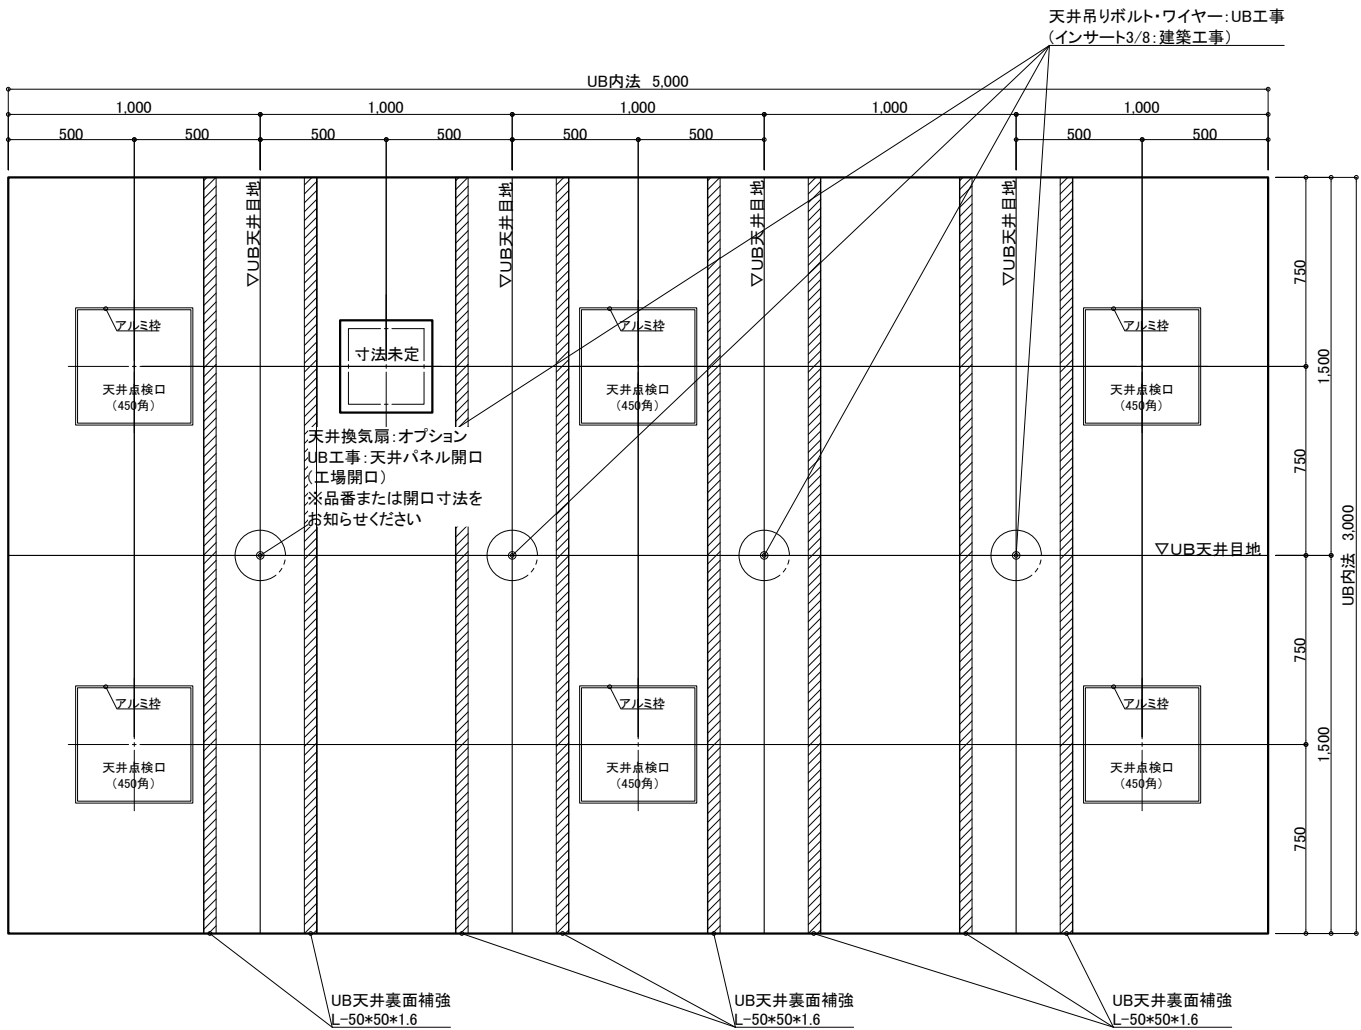 天井吊りボルト・ワイヤー:UB工事
(インサート3/8:建築工事)
UB内法 5,000
1,000
1,000
1,000
1,000
1,000
500
500
500
500
500
500
500
500
▽UB天井目地
▽UB天井目地
▽UB天井目地
▽UB天井目地
750
アルミ枠
寸法未定
アルミ枠
アルミ枠
1,500
天井点検口
(450角)
天井点検口
(450角)
天井点検口
(450角)
天井換気扇:オプション
UB工事:天井パネル開口
(工場開口)
※品番または開口寸法を
お知らせください
750
▽UB天井目地
UB内法 3,000
750
アルミ枠
アルミ枠
アルミ枠
1,500
天井点検口
(450角)
天井点検口
(450角)
天井点検口
(450角)
750
UB天井裏面補強
L-50*50*1.6
UB天井裏面補強
L-50*50*1.6
UB天井裏面補強
L-50*50*1.6